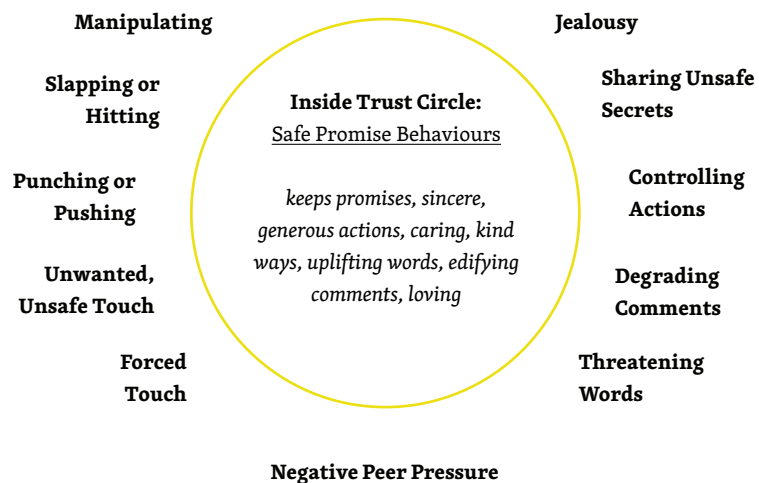 Manipulating
Slapping or
Hitting
Punching or
Pushing
Unwanted,
Unsafe Touch
Forced
Touch
Inside Trust Circle:
Safe Promise Behaviours
keeps promises, sincere,
generous actions, caring, kind
ways, uplifting words, edifying
comments, loving
Jealousy
Sharing Unsafe
Secrets
Controlling
Actions
Degrading
Comments
Threatening
Words
Negative Peer Pressure